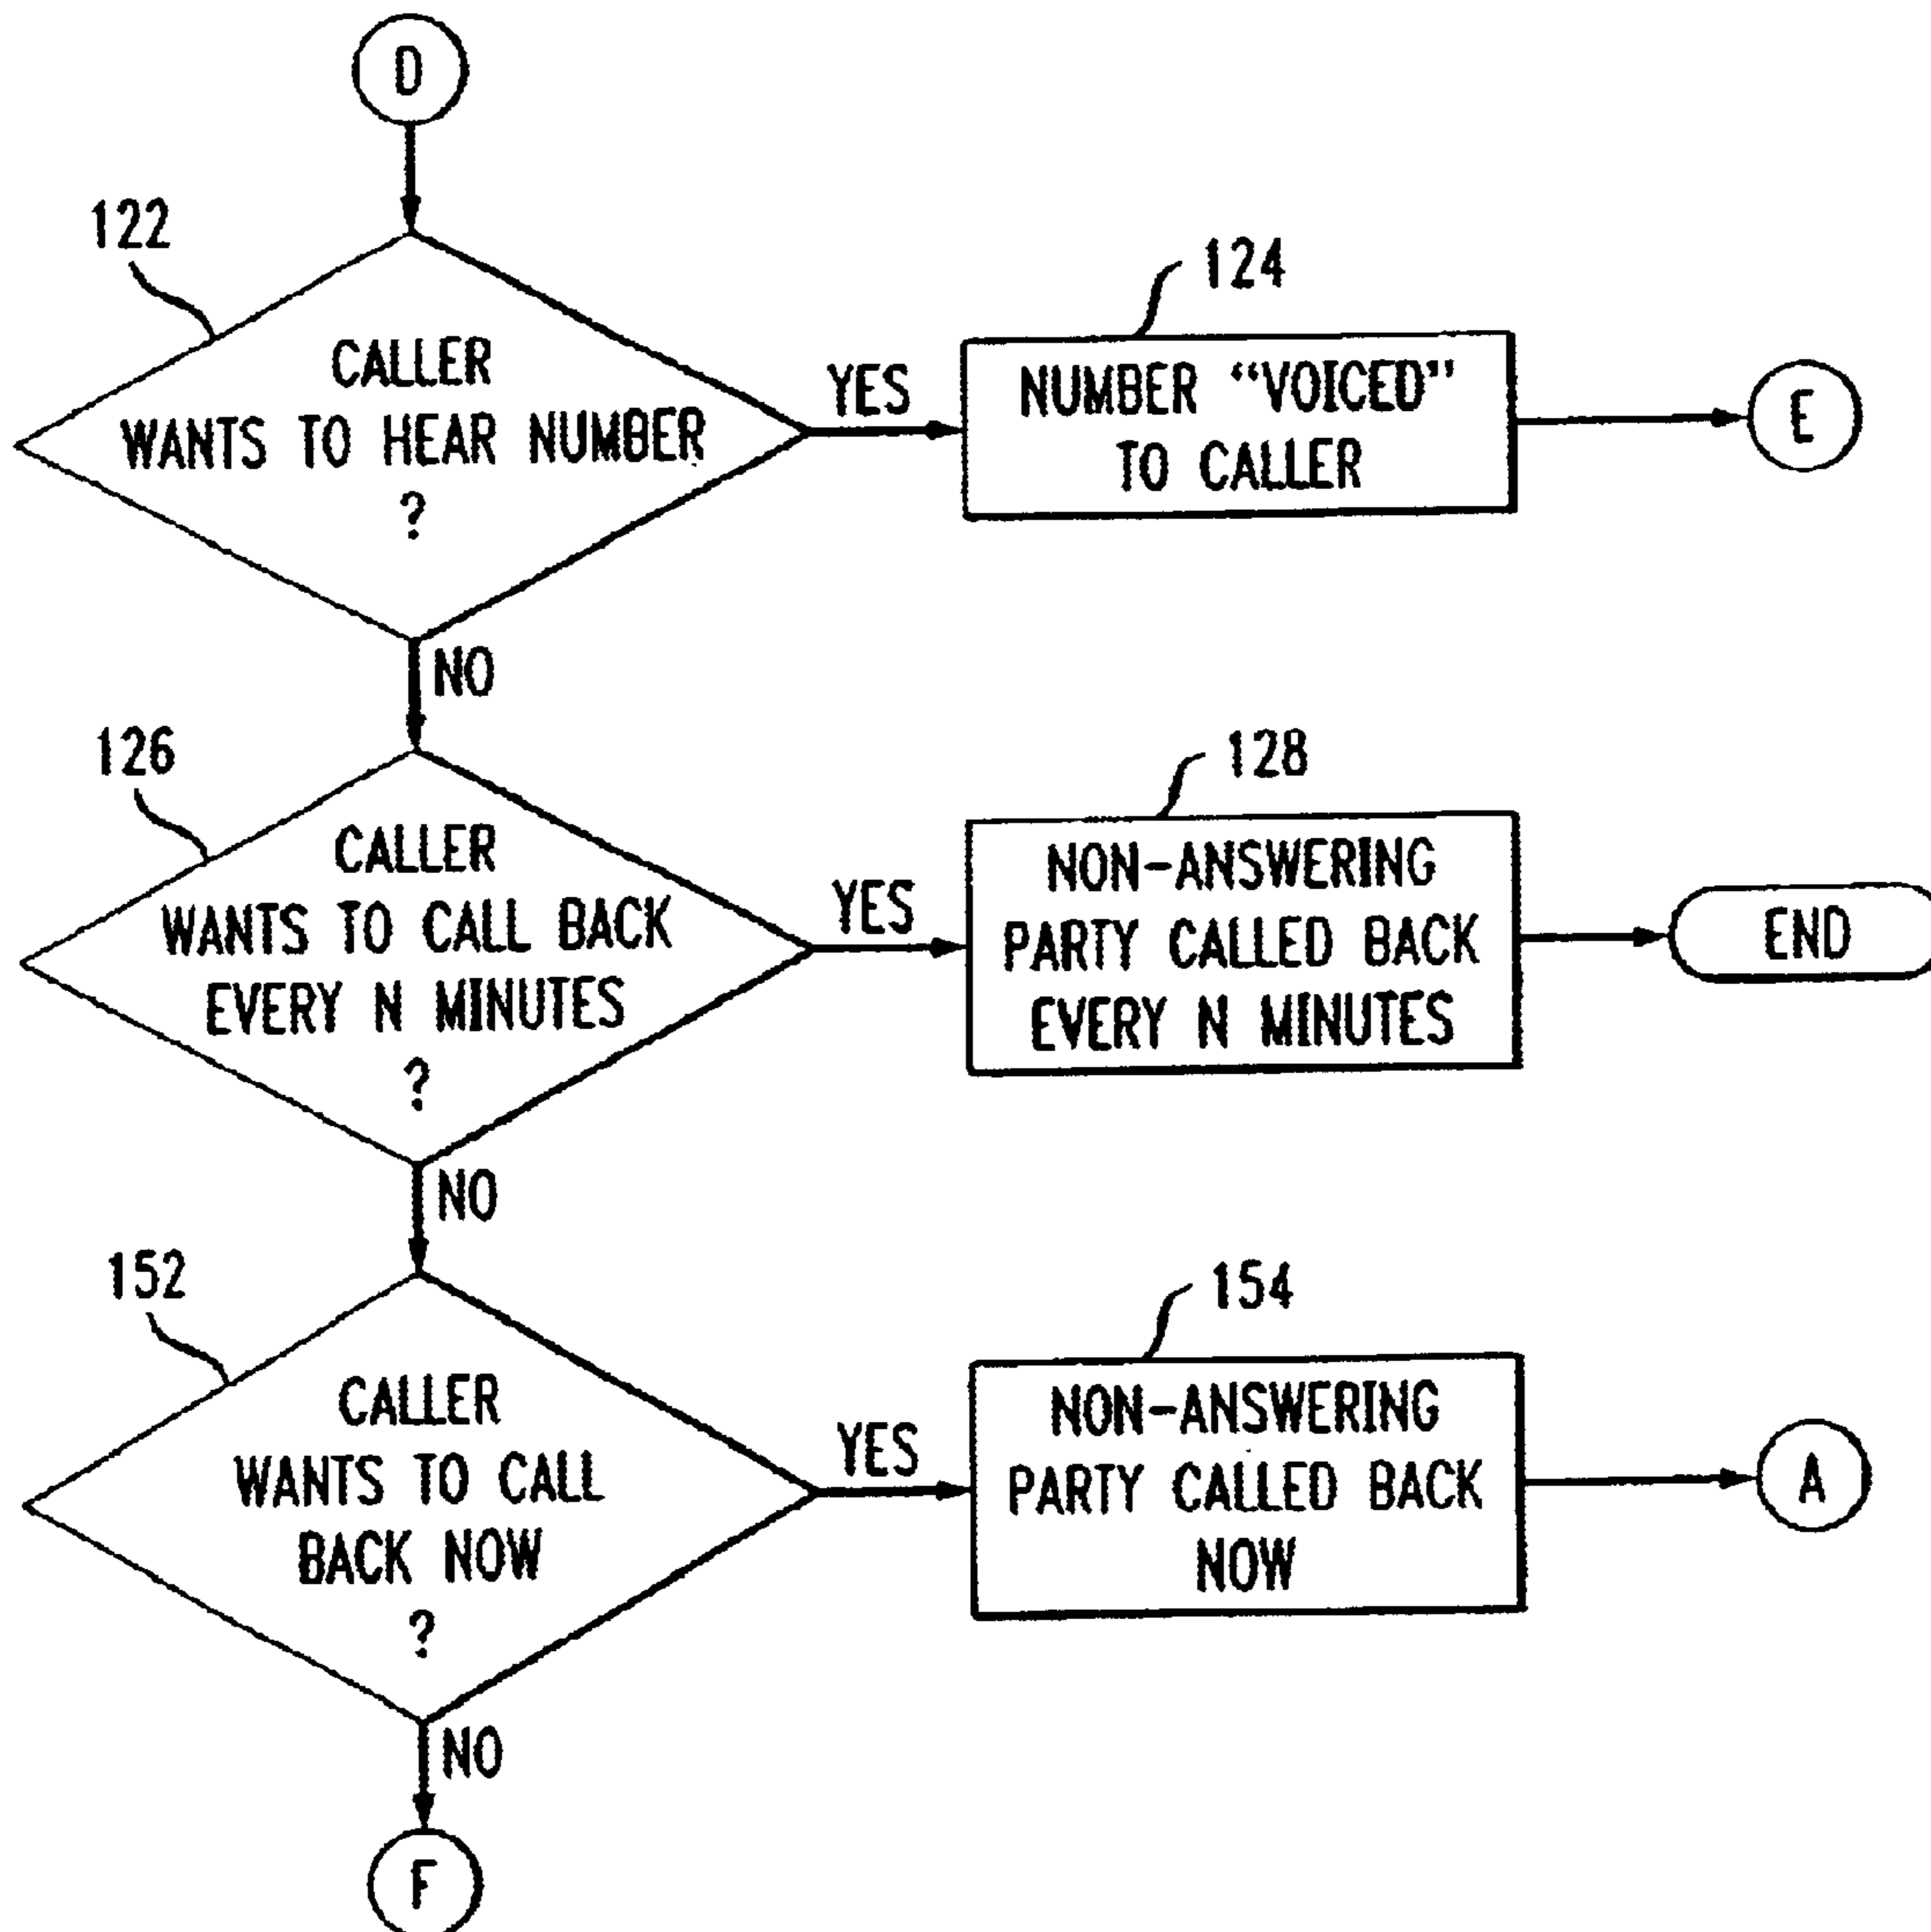 D
122
CALLER
WANTS TO HEAR NUMBER
?
YES
124
NUMBER “VOICED”
TO CALLER
E
NO
126
CALLER
WANTS TO CALL BACK
EVERY N MINUTES
?
YES
128
NON-ANSWERING
PARTY CALLED BACK
EVERY N MINUTES
END
NO
152
CALLER
WANTS TO CALL
BACK NOW
?
YES
154
NON-ANSWERING
PARTY CALLED BACK
NOW
A
NO
F